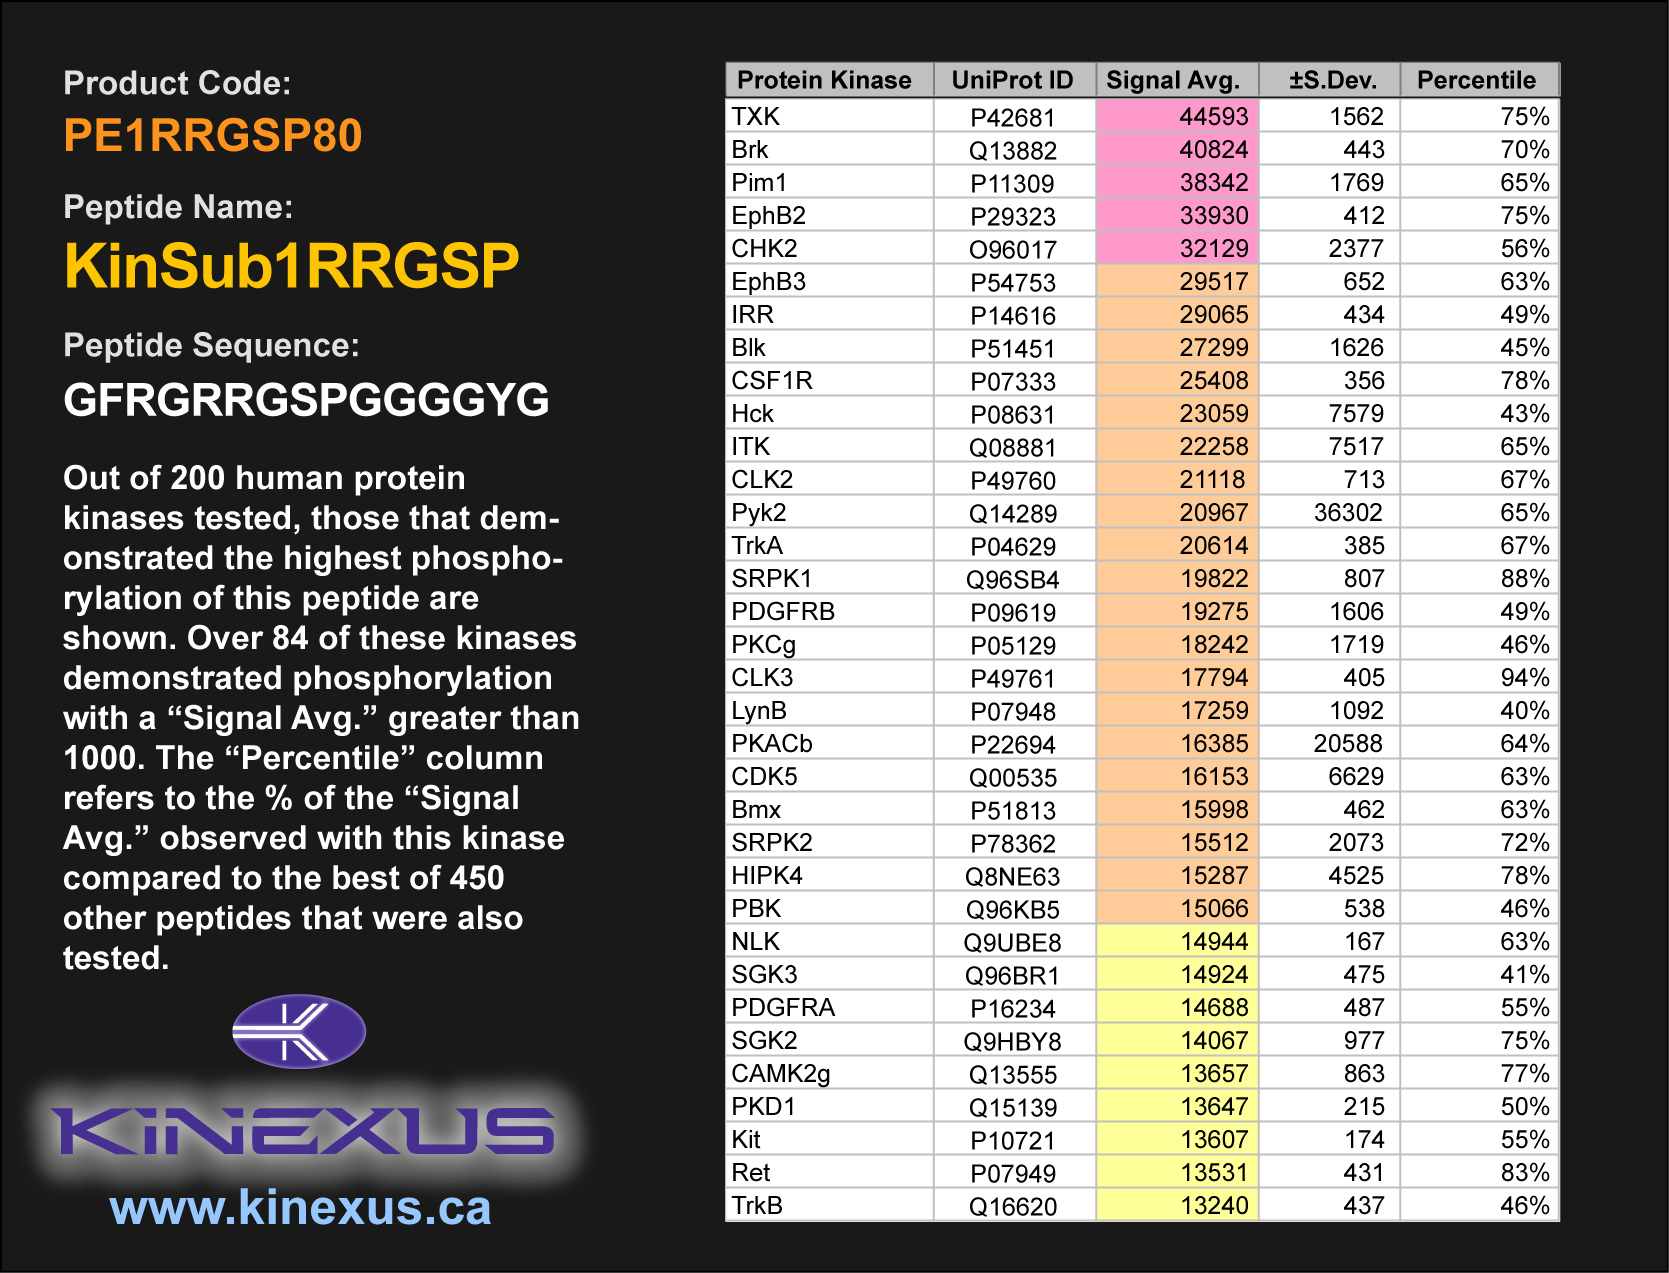 Product Code:
PE1RRGSP80
Peptide Name:
KinSub1RRGSP
Peptide Sequence:
GFRGRRGSPGGGGYG
Out of 200 human protein
kinases tested, those that dem-
onstrated the highest phospho-
rylation of this peptide are
shown. Over 84 of these kinases
demonstrated phosphorylation
with a “Signal Avg.” greater than
1000. The “Percentile” column
refers to the % of the “Signal
Avg.” observed with this kinase
compared to the best of 450
other peptides that were also
tested.
KiNEXUS
www.kinexus.ca
Protein Kinase UniProt ID Signal Avg. ±S.Dev. Percentile
TXK P42681 44593 1562 75%
Brk Q13882 40824 443 70%
Pim1 P11309 38342 1769 65%
EphB2 P29323 33930 412 75%
CHK2 O96017 32129 2377 56%
EphB3 P54753 29517 652 63%
IRR P14616 29065 434 49%
Blk P51451 27299 1626 45%
CSF1R P07333 25408 356 78%
Hck P08631 23059 7579 43%
ITK Q08881 22258 7517 65%
CLK2 P49760 21118 713 67%
Pyk2 Q14289 20967 36302 65%
TrkA P04629 20614 385 67%
SRPK1 Q96SB4 19822 807 88%
PDGFRB P09619 19275 1606 49%
PKCg P05129 18242 1719 46%
CLK3 P49761 17794 405 94%
LynB P07948 17259 1092 40%
PKACb P22694 16385 20588 64%
CDK5 Q00535 16153 6629 63%
Bmx P51813 15998 462 63%
SRPK2 P78362 15512 2073 72%
HIPK4 Q8NE63 15287 4525 78%
PBK Q96KB5 15066 538 46%
NLK Q9UBE8 14944 167 63%
SGK3 Q96BR1 14924 475 41%
PDGFRA P16234 14688 487 55%
SGK2 Q9HBY8 14067 977 75%
CAMK2g Q13555 13657 863 77%
PKD1 Q15139 13647 215 50%
Kit P10721 13607 174 55%
Ret P07949 13531 431 83%
TrkB Q16620 13240 437 46%